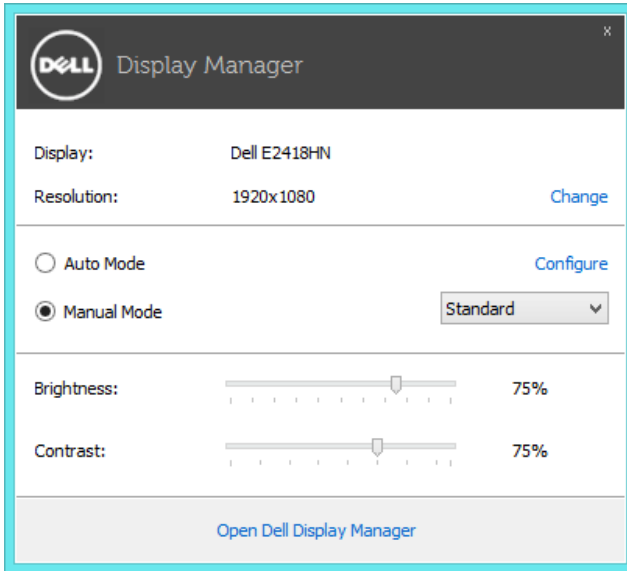 DELL Display Manager x
Display: Dell E2418HN
Resolution: 1920x1080 Change
Auto Mode Configure
Manual Mode Standard
Brightness: 75%
Contrast: 75%
Open Dell Display Manager